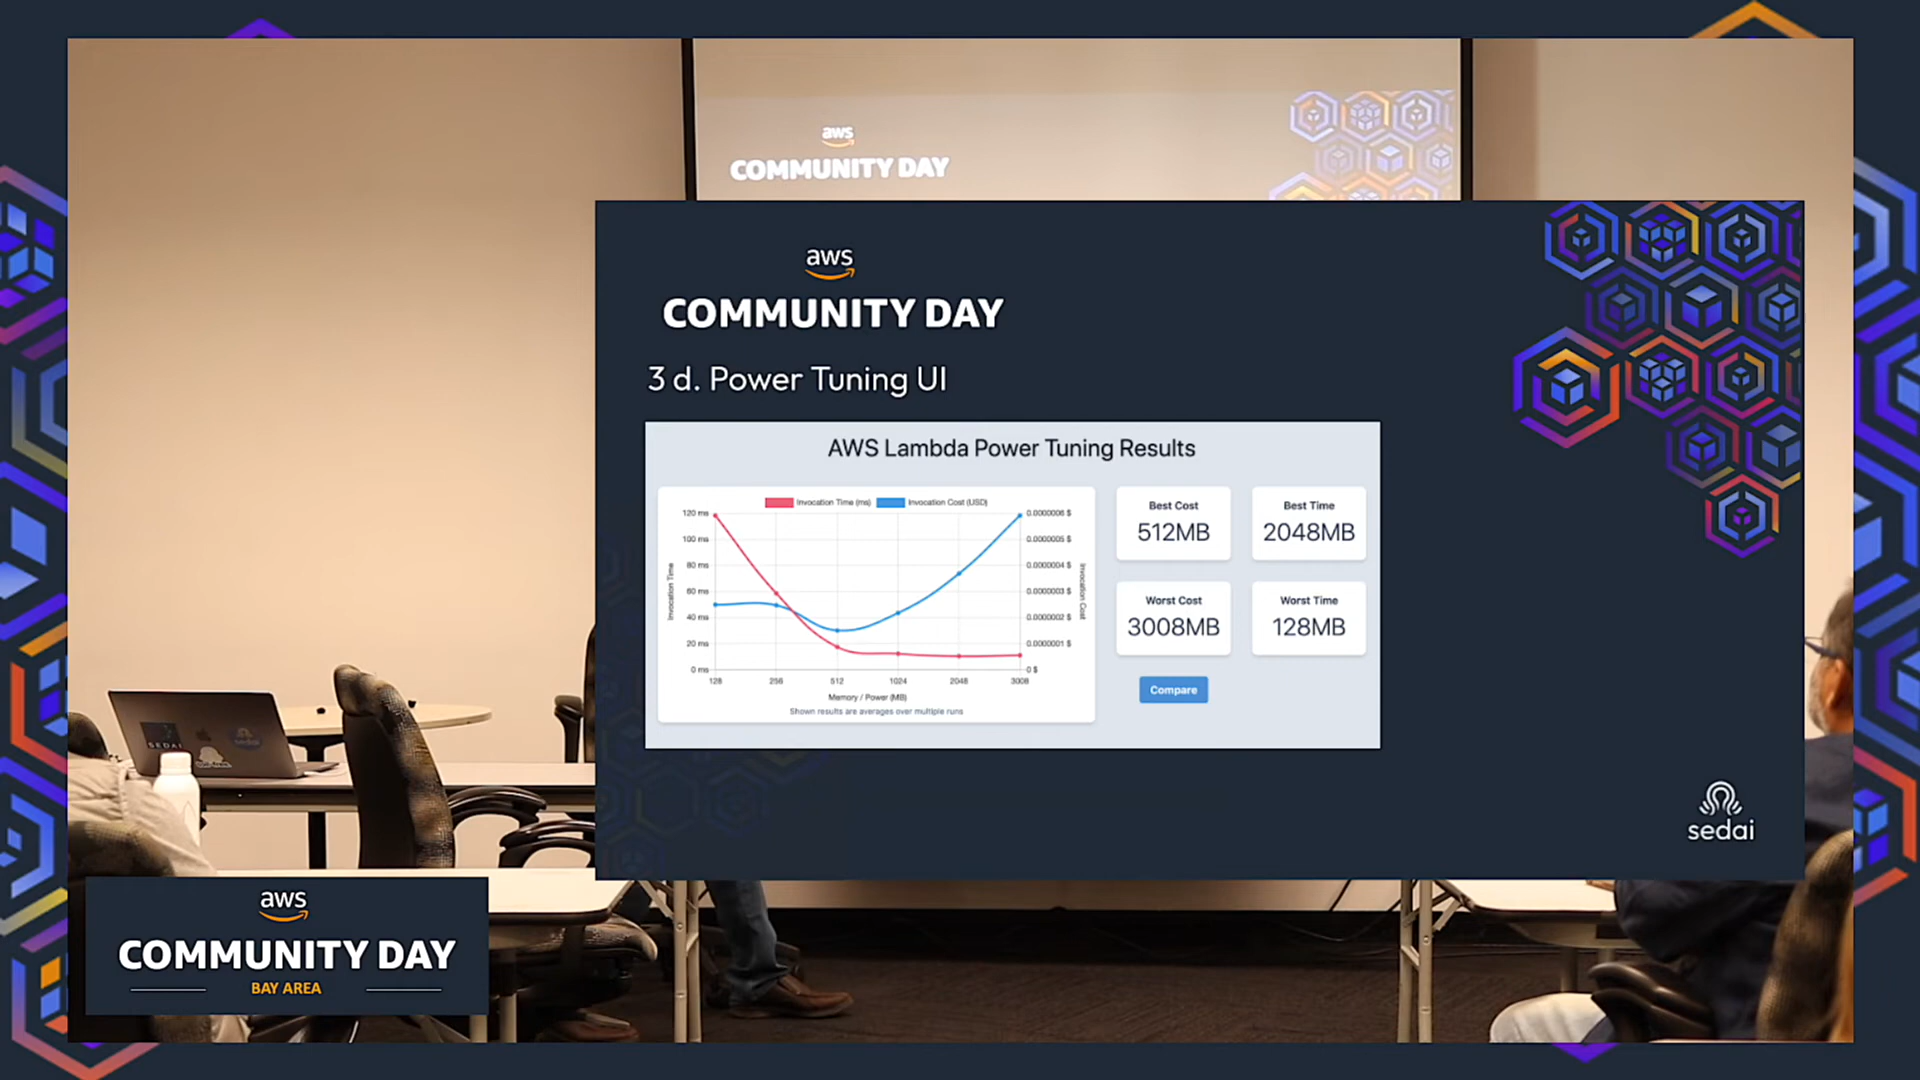 aws
COMMUNITY DAY
aws
COMMUNITY DAY
3 d. Power Tuning UI
AWS Lambda Power Tuning Results
Invocation Time (ms) Invocation Cost (USD)
120 ms
100 ms
80 ms
60 ms
40 ms
20 ms
0 ms
Invocation Time
0.0000006 $
0.0000005 $
0.0000004 $
0.0000003 $
0.0000002 $
0.0000001 $
0 $
Invocation Cost
128 256 512 1024 2048 3008
Memory / Power (MB)
Shown results are averages over multiple runs
Best Cost
512MB
Best Time
2048MB
Worst Cost
3008MB
Worst Time
128MB
Compare
sedai
SEDAI
sedai
aws
COMMUNITY DAY
BAY AREA